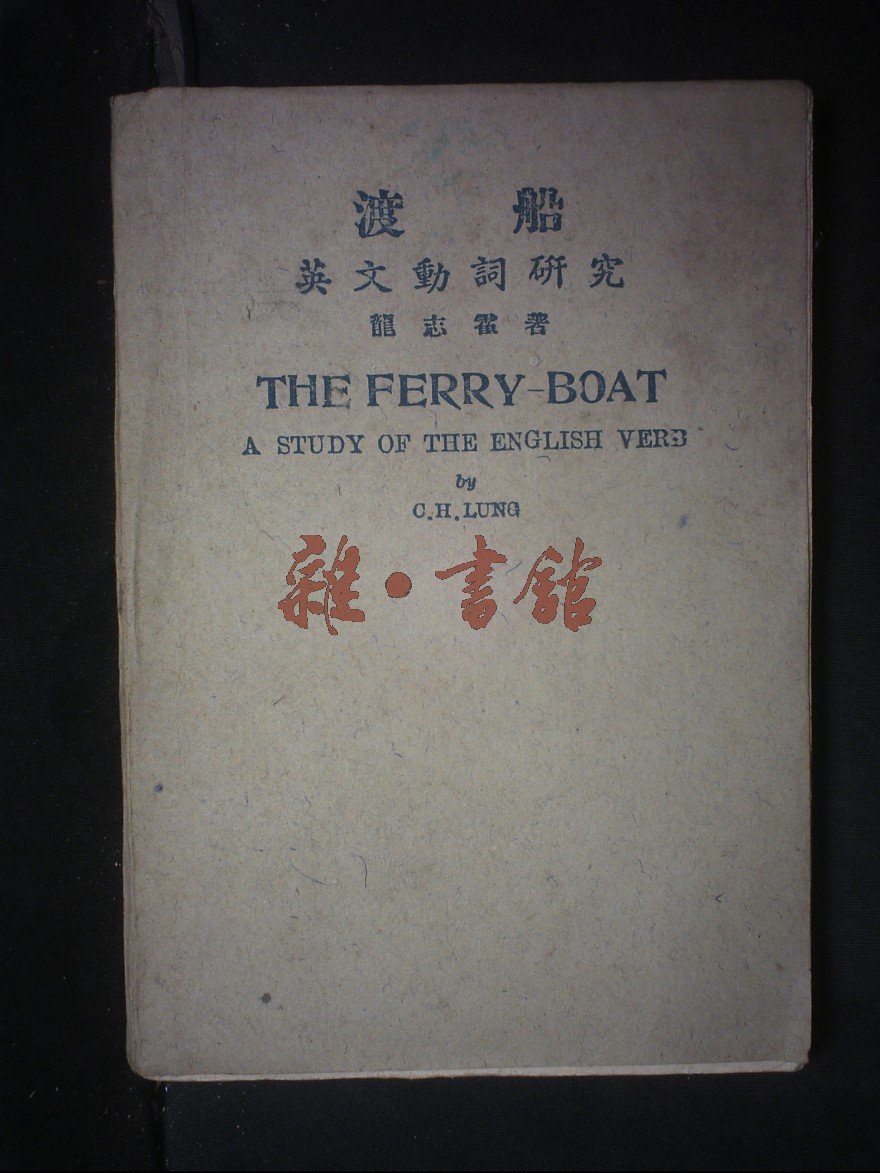 渡船
英文動詞研究
龍志霍著
THE FERRY-BOAT
A STUDY OF THE ENGLISH VERB
by
C.H.LUNG
雜·書館